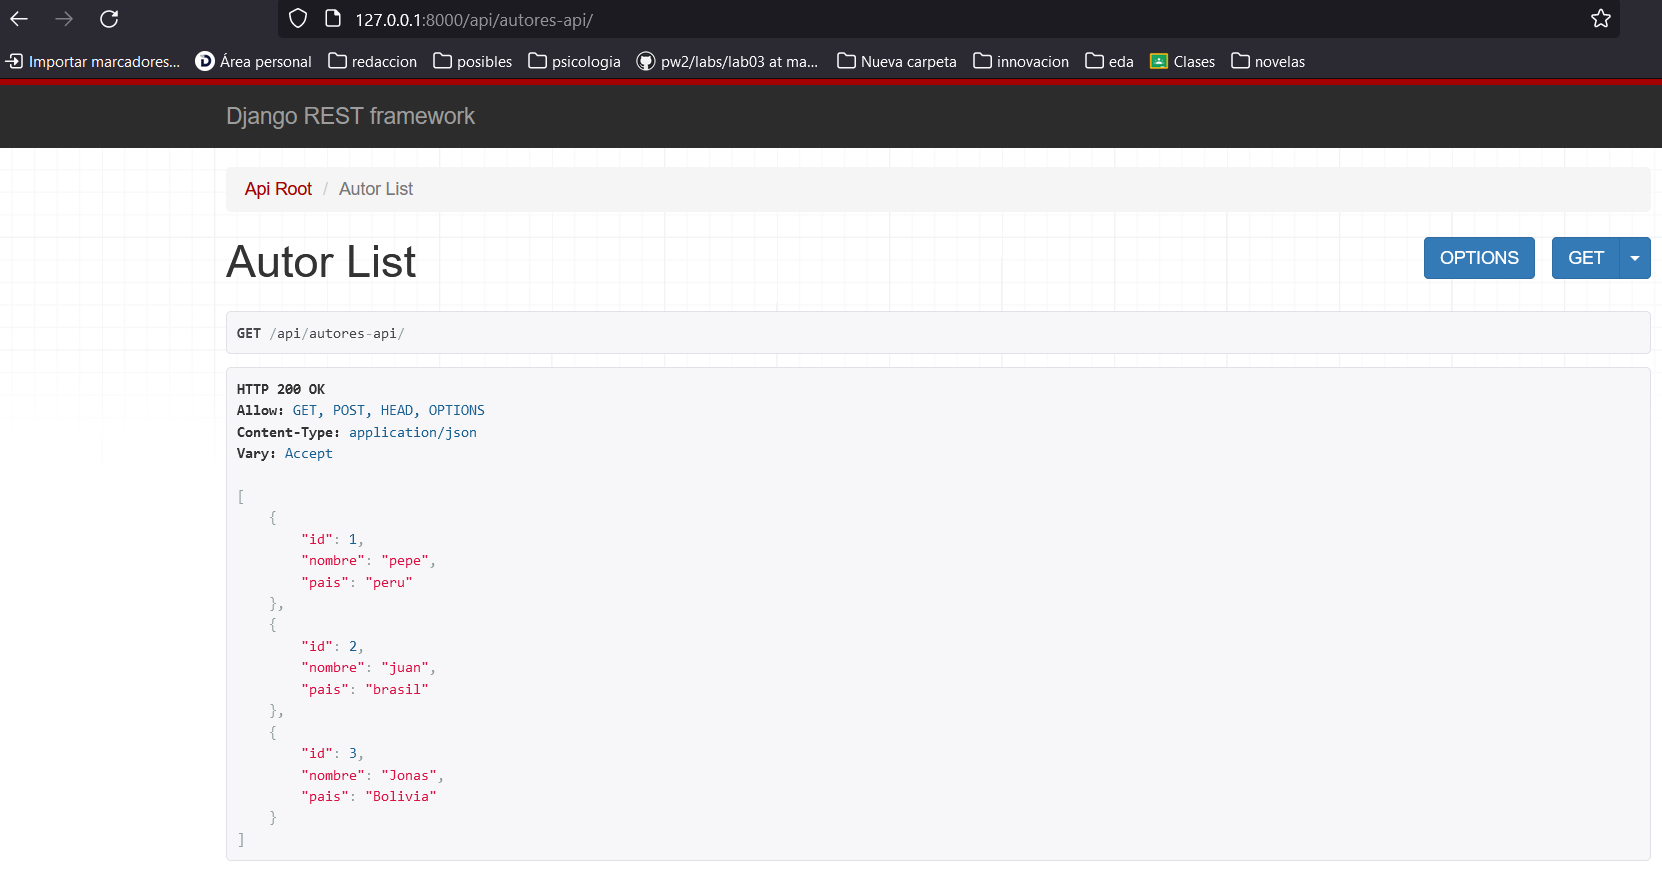 127.0.0.1:8000/api/autores-api/
Importar marcadores... Área personal redaccion posibles psicologia pw2/labs/lab03 at ma... Nueva carpeta innovacion eda Clases novelas
Django REST framework
Api Root / Autor List
Autor List OPTIONS GET
GET /api/autores-api/
HTTP 200 OK
Allow: GET, POST, HEAD, OPTIONS
Content-Type: application/json
Vary: Accept
[
    {
        "id": 1,
        "nombre": "pepe",
        "pais": "peru"
    },
    {
        "id": 2,
        "nombre": "juan",
        "pais": "brasil"
    },
    {
        "id": 3,
        "nombre": "Jonas",
        "pais": "Bolivia"
    }
]